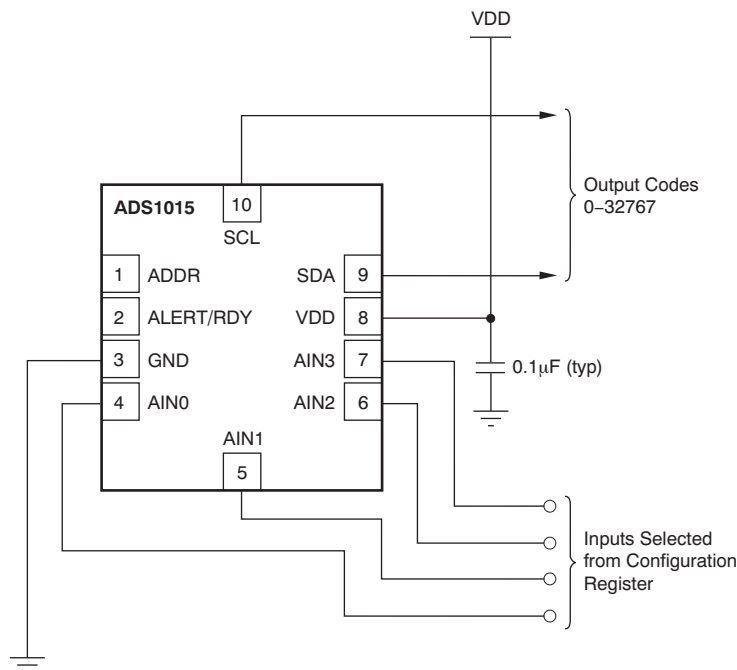 VDD
Output Codes
0–32767
ADS1015
10
SCL
1 ADDR
SDA 9
2 ALERT/RDY
VDD 8
3 GND
AIN3 7
0.1μF (typ)
4 AIN0
AIN2 6
AIN1
5
Inputs Selected
from Configuration
Register